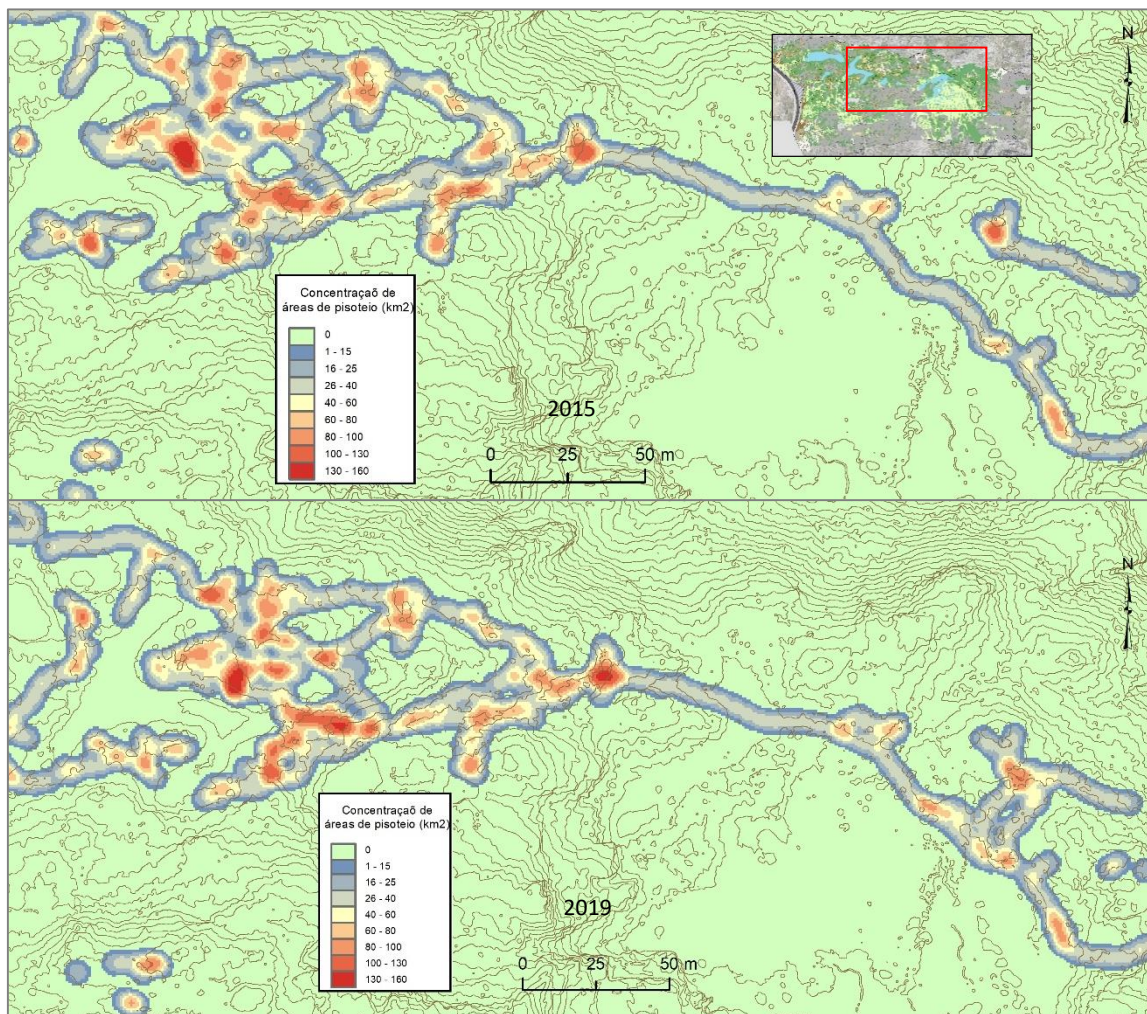 N
Concentraçaõ de
áreas de pisoteio (km2)
0
1 - 15
16 - 25
26 - 40
40 - 60
60 - 80
80 - 100
100 - 130
130 - 160
2015
0 25 50 m
N
Concentraçaõ de
áreas de pisoteio (km2)
0
1 - 15
16 - 25
26 - 40
40 - 60
60 - 80
80 - 100
100 - 130
130 - 160
2019
0 25 50 m